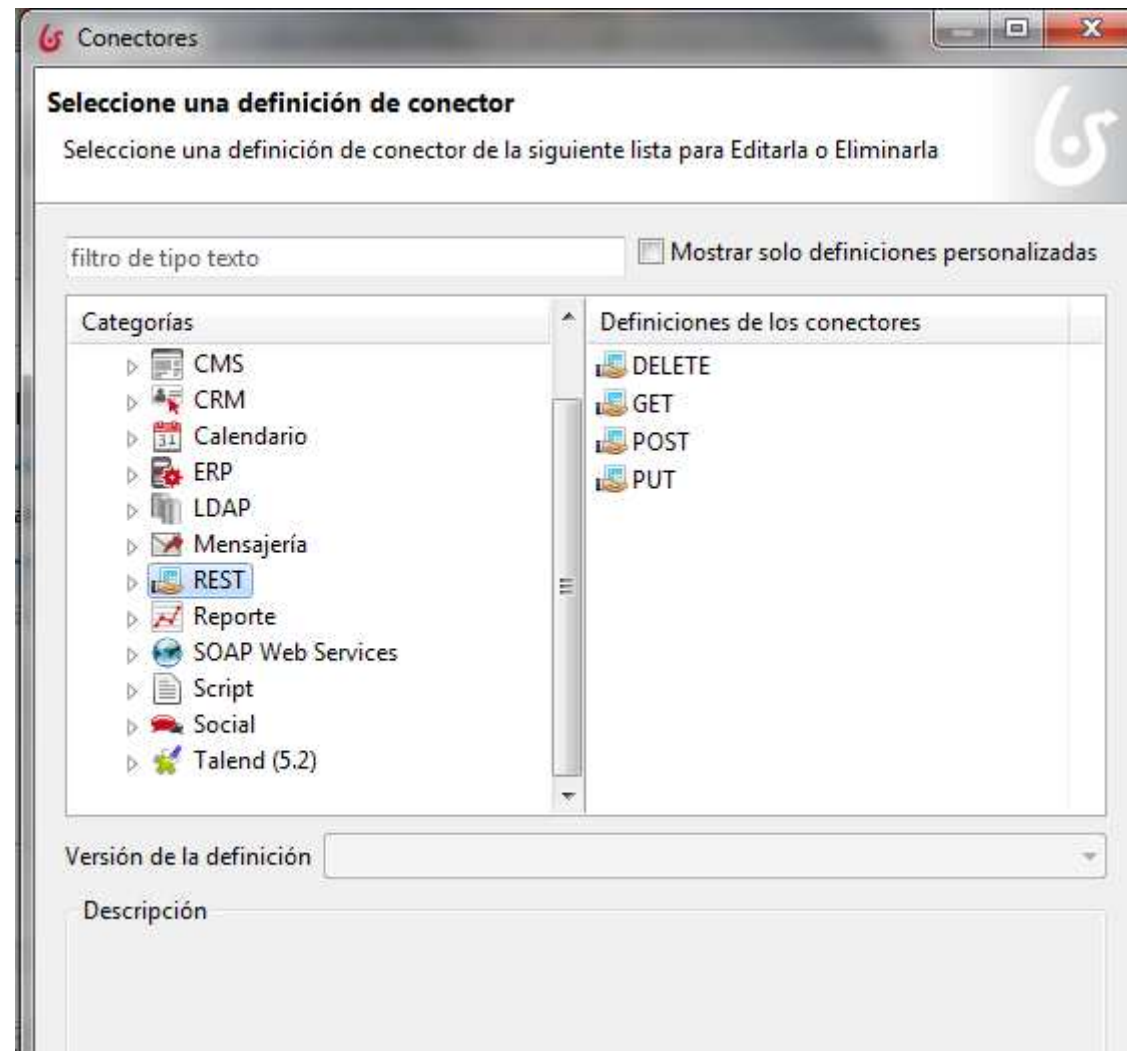 Conectores
Seleccione una definición de conector
Seleccione una definición de conector de la siguiente lista para Editarla o Eliminarla
filtro de tipo texto
Mostrar solo definiciones personalizadas
Categorías
CMS
CRM
Calendario
ERP
LDAP
Mensajería
REST
Reporte
SOAP Web Services
Script
Social
Talend (5.2)
Definiciones de los conectores
DELETE
GET
POST
PUT
Versión de la definición
Descripción